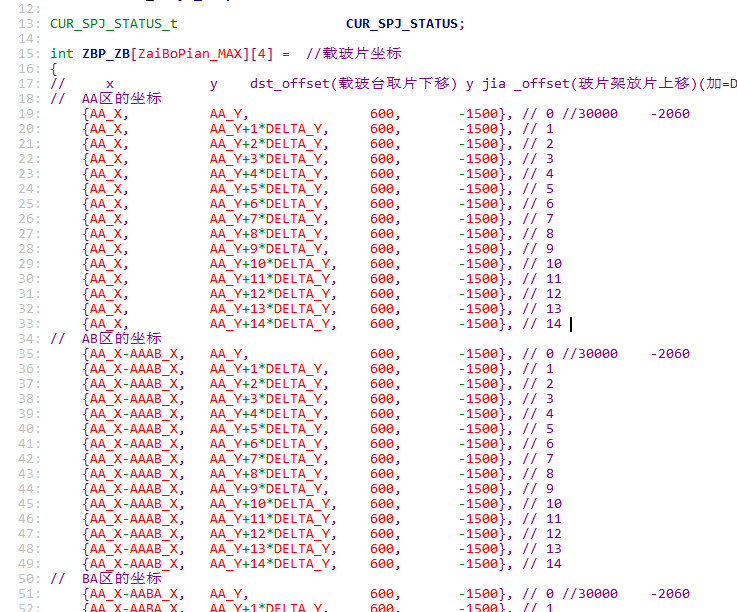 12:
13: CUR_SPJ_STATUS_t CUR_SPJ_STATUS;
14:
15: int ZBP_ZB[ZaiBoPian_MAX][4] = //载玻片坐标
16: {
17: // x y dst_offset(载玻台取片下移) y jia _offset(玻片架放片上移)(加=D
18: // AA区的坐标
19: {AA_X, AA_Y, 600, -1500}, // 0 //30000 -2060
20: {AA_X, AA_Y+1*DELTA_Y, 600, -1500}, // 1
21: {AA_X, AA_Y+2*DELTA_Y, 600, -1500}, // 2
22: {AA_X, AA_Y+3*DELTA_Y, 600, -1500}, // 3
23: {AA_X, AA_Y+4*DELTA_Y, 600, -1500}, // 4
24: {AA_X, AA_Y+5*DELTA_Y, 600, -1500}, // 5
25: {AA_X, AA_Y+6*DELTA_Y, 600, -1500}, // 6
26: {AA_X, AA_Y+7*DELTA_Y, 600, -1500}, // 7
27: {AA_X, AA_Y+8*DELTA_Y, 600, -1500}, // 8
28: {AA_X, AA_Y+9*DELTA_Y, 600, -1500}, // 9
29: {AA_X, AA_Y+10*DELTA_Y, 600, -1500}, // 10
30: {AA_X, AA_Y+11*DELTA_Y, 600, -1500}, // 11
31: {AA_X, AA_Y+12*DELTA_Y, 600, -1500}, // 12
32: {AA_X, AA_Y+13*DELTA_Y, 600, -1500}, // 13
33: {AA_X, AA_Y+14*DELTA_Y, 600, -1500}, // 14
34: // AB区的坐标
35: {AA_X-AAAB_X, AA_Y, 600, -1500}, // 0 //30000 -2060
36: {AA_X-AAAB_X, AA_Y+1*DELTA_Y, 600, -1500}, // 1
37: {AA_X-AAAB_X, AA_Y+2*DELTA_Y, 600, -1500}, // 2
38: {AA_X-AAAB_X, AA_Y+3*DELTA_Y, 600, -1500}, // 3
39: {AA_X-AAAB_X, AA_Y+4*DELTA_Y, 600, -1500}, // 4
40: {AA_X-AAAB_X, AA_Y+5*DELTA_Y, 600, -1500}, // 5
41: {AA_X-AAAB_X, AA_Y+6*DELTA_Y, 600, -1500}, // 6
42: {AA_X-AAAB_X, AA_Y+7*DELTA_Y, 600, -1500}, // 7
43: {AA_X-AAAB_X, AA_Y+8*DELTA_Y, 600, -1500}, // 8
44: {AA_X-AAAB_X, AA_Y+9*DELTA_Y, 600, -1500}, // 9
45: {AA_X-AAAB_X, AA_Y+10*DELTA_Y, 600, -1500}, // 10
46: {AA_X-AAAB_X, AA_Y+11*DELTA_Y, 600, -1500}, // 11
47: {AA_X-AAAB_X, AA_Y+12*DELTA_Y, 600, -1500}, // 12
48: {AA_X-AAAB_X, AA_Y+13*DELTA_Y, 600, -1500}, // 13
49: {AA_X-AAAB_X, AA_Y+14*DELTA_Y, 600, -1500}, // 14
50: // BA区的坐标
51: {AA_X-AABA_X, AA_Y, 600, -1500}, // 0 //30000 -2060
52: {AA_X-AABA_X, AA_Y+1*DELTA_Y, 600, -1500}, // 1